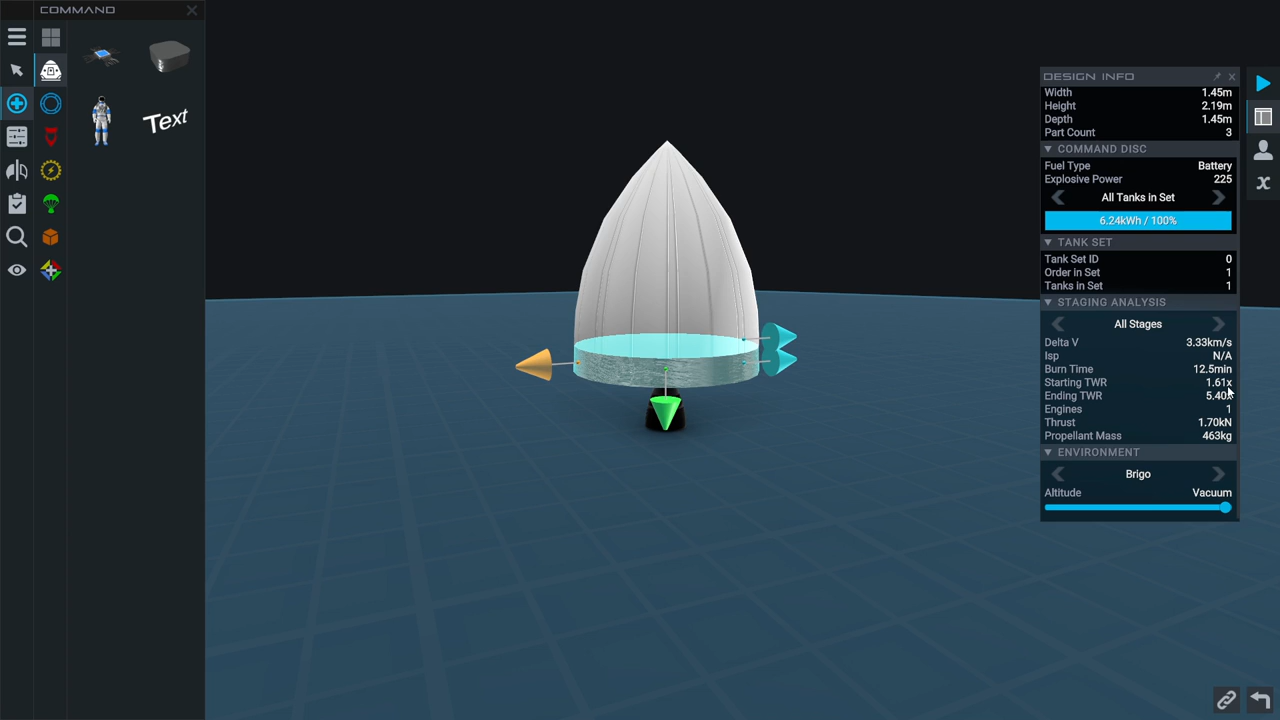 COMMAND
Text
DESIGN INFO
Width 1.45m
Height 2.19m
Depth 1.45m
Part Count 3
COMMAND DISC
Fuel Type Battery
Explosive Power 225
All Tanks in Set
6.24kWh / 100%
TANK SET
Tank Set ID 0
Order in Set 1
Tanks in Set 1
STAGING ANALYSIS
All Stages
Delta V 3.33km/s
Isp N/A
Burn Time 12.5min
Starting TWR 1.61x
Ending TWR 5.40x
Engines 1
Thrust 1.70kN
Propellant Mass 463kg
ENVIRONMENT
Brigo
Altitude Vacuum